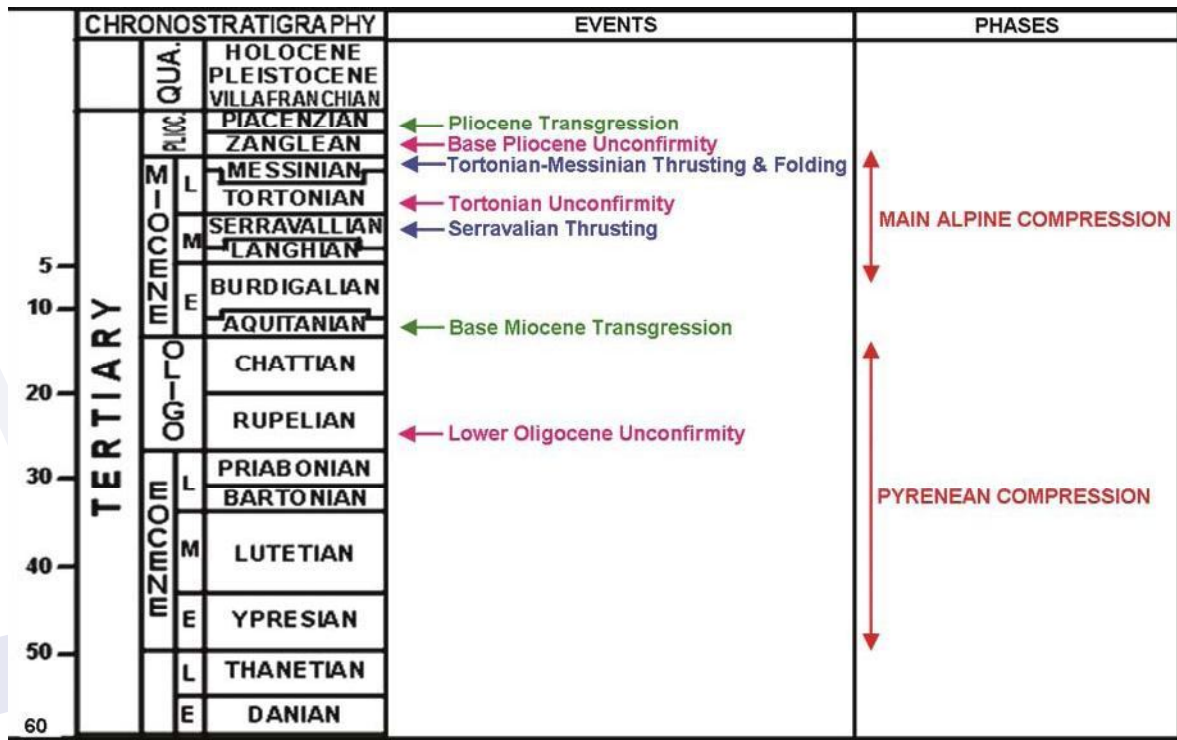 CHRONOSTRATIGRAPHY EVENTS PHASES
QUA.
HOLOCENE
PLEISTOCENE
VILLAFRANCHIAN
TERTIARY
PLIOC.
PIACENZIAN
ZANGLEAN
MIOCENE
L
MESSINIAN
TORTONIAN
M
SERRAVALLIAN
LANGHIAN
E
BURDIGALIAN
AQUITANIAN
OLIGO
CHATTIAN
RUPELIAN
EOCENE
L
PRIABONIAN
BARTONIAN
M
LUTETIAN
E
YPRESIAN
L
THANETIAN
E
DANIAN
5
10
20
30
40
50
60
Pliocene Transgression
Base Pliocene Unconfirmity
Tortonian-Messinian Thrusting & Folding
Tortonian Unconfirmity
Serravalian Thrusting
Base Miocene Transgression
Lower Oligocene Unconfirmity
MAIN ALPINE COMPRESSION
PYRENEAN COMPRESSION